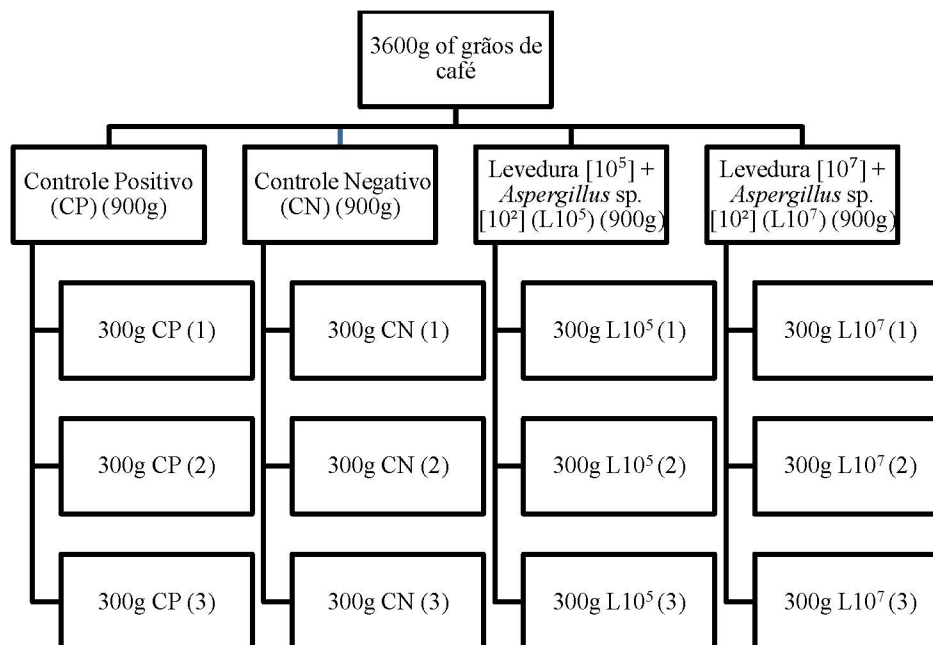 3600g of grãos de
café
Controle Positivo
(CP) (900g)
Controle Negativo
(CN) (900g)
Levedura [10⁵] +
Aspergillus sp.
[10²] (L10⁵) (900g)
Levedura [10⁷] +
Aspergillus sp.
[10²] (L10⁷) (900g)
300g CP (1)
300g CN (1)
300g L10⁵ (1)
300g L10⁷ (1)
300g CP (2)
300g CN (2)
300g L10⁵ (2)
300g L10⁷ (2)
300g CP (3)
300g CN (3)
300g L10⁵ (3)
300g L10⁷ (3)